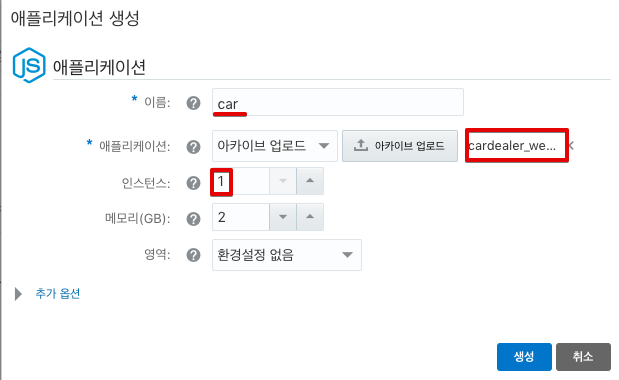 애플리케이션 생성
JS 애플리케이션
* 이름: ? car
* 애플리케이션: ? 아카이브 업로드 아카이브 업로드 cardealer_we...
인스턴스: ? 1
메모리(GB): ? 2
영역: ? 환경설정 없음
추가 옵션
생성 취소